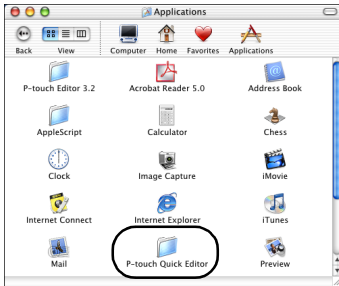 Applications
Back View Computer Home Favorites Applications
P-touch Editor 3.2 Acrobat Reader 5.0 Address Book
AppleScript Calculator Chess
Clock Image Capture iMovie
Internet Connect Internet Explorer iTunes
Mail P-touch Quick Editor Preview